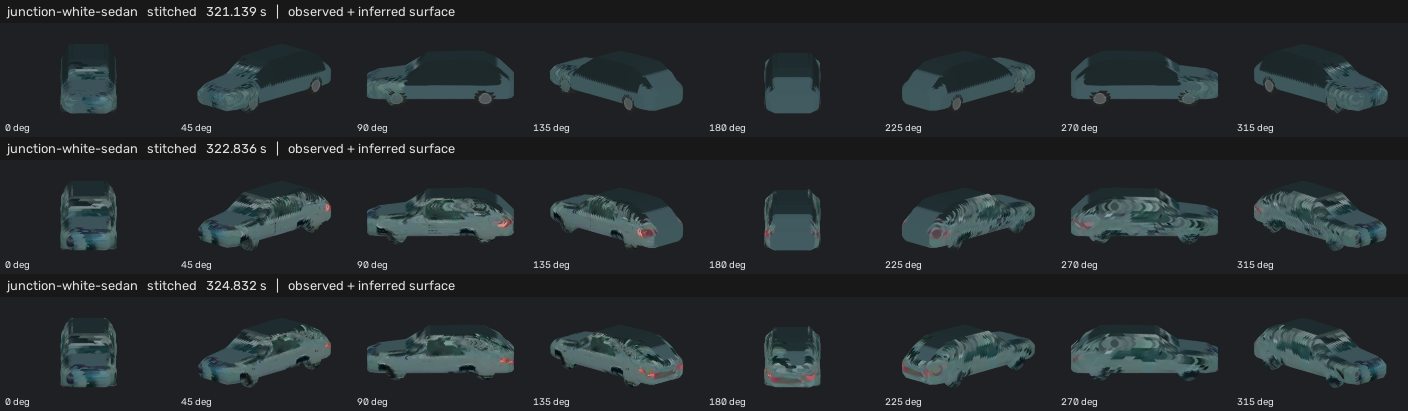 junction-white-sedan stitched 321.139 s | observed + inferred surface
0 deg 45 deg 90 deg 135 deg 180 deg 225 deg 270 deg 315 deg
junction-white-sedan stitched 322.836 s | observed + inferred surface
0 deg 45 deg 90 deg 135 deg 180 deg 225 deg 270 deg 315 deg
junction-white-sedan stitched 324.832 s | observed + inferred surface
0 deg 45 deg 90 deg 135 deg 180 deg 225 deg 270 deg 315 deg